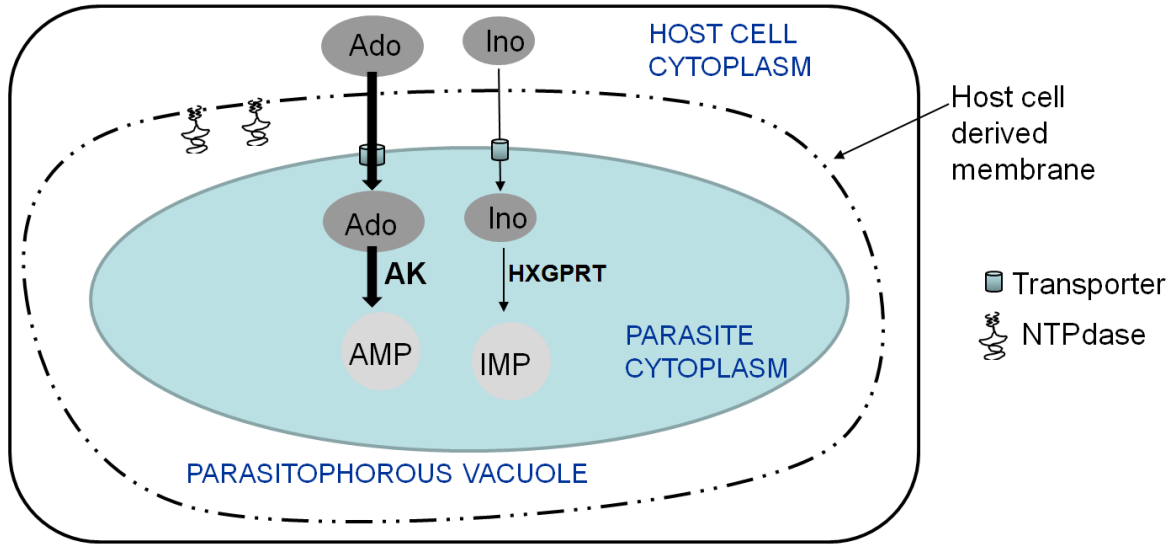 Ado
Ino
HOST CELL
CYTOPLASM
Host cell
derived
membrane
Ado
Ino
AK
HXGPRT
Transporter
AMP
IMP
PARASITE
CYTOPLASM
NTPdase
PARASITOPHOROUS VACUOLE